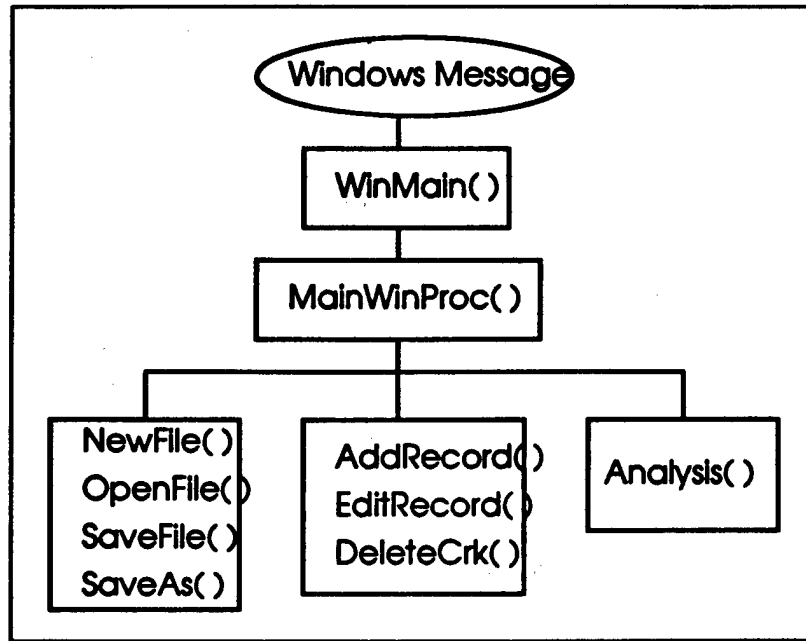 Windows Message
WinMain()
MainWinProc()
NewFile()
OpenFile()
SaveFile()
SaveAs()
AddRecord()
EditRecord()
DeleteCrk()
Analysis()